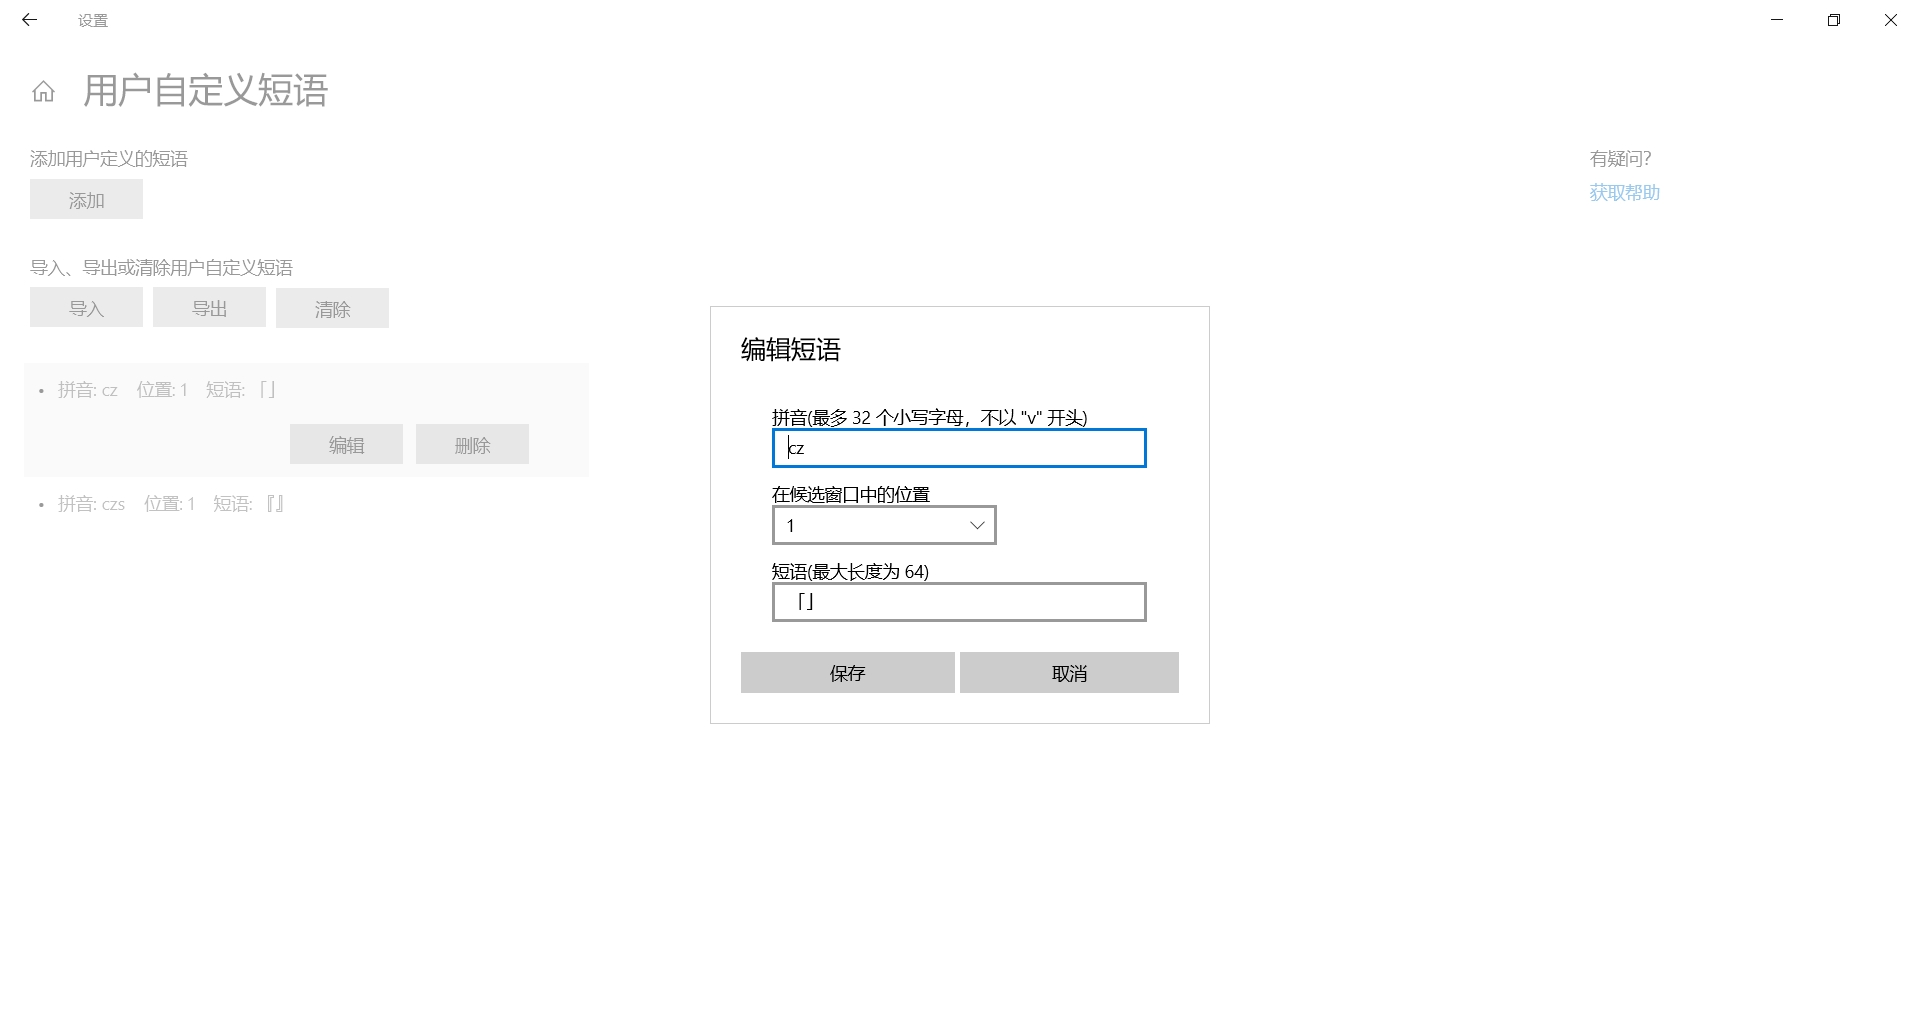 设置
用户自定义短语
添加用户定义的短语
添加
导入、导出或清除用户自定义短语
导入 导出 清除
• 拼音: cz 位置: 1 短语: 「」
编辑 删除
• 拼音: czs 位置: 1 短语: 『』
有疑问?
获取帮助
编辑短语
拼音(最多 32 个小写字母，不以 "v" 开头)
cz
在候选窗口中的位置
1
短语(最大长度为 64)
「」
保存 取消